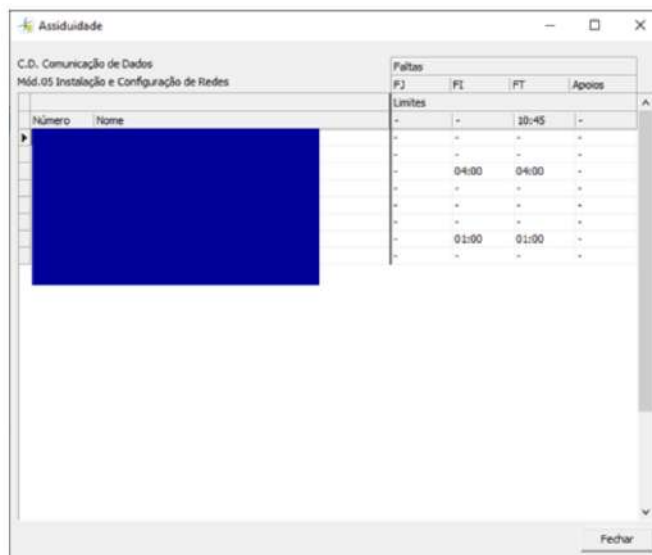 Assiduidade
C.D. Comunicação de Dados
Mód.05 Instalação e Configuração de Redes
Faltas
FJ FI FT Apoios
Limites
Número Nome - - 10:45 -
- - - -
- - - -
- 04:00 04:00 -
- - - -
- - - -
- - - -
- 01:00 01:00 -
- - - -
Fechar